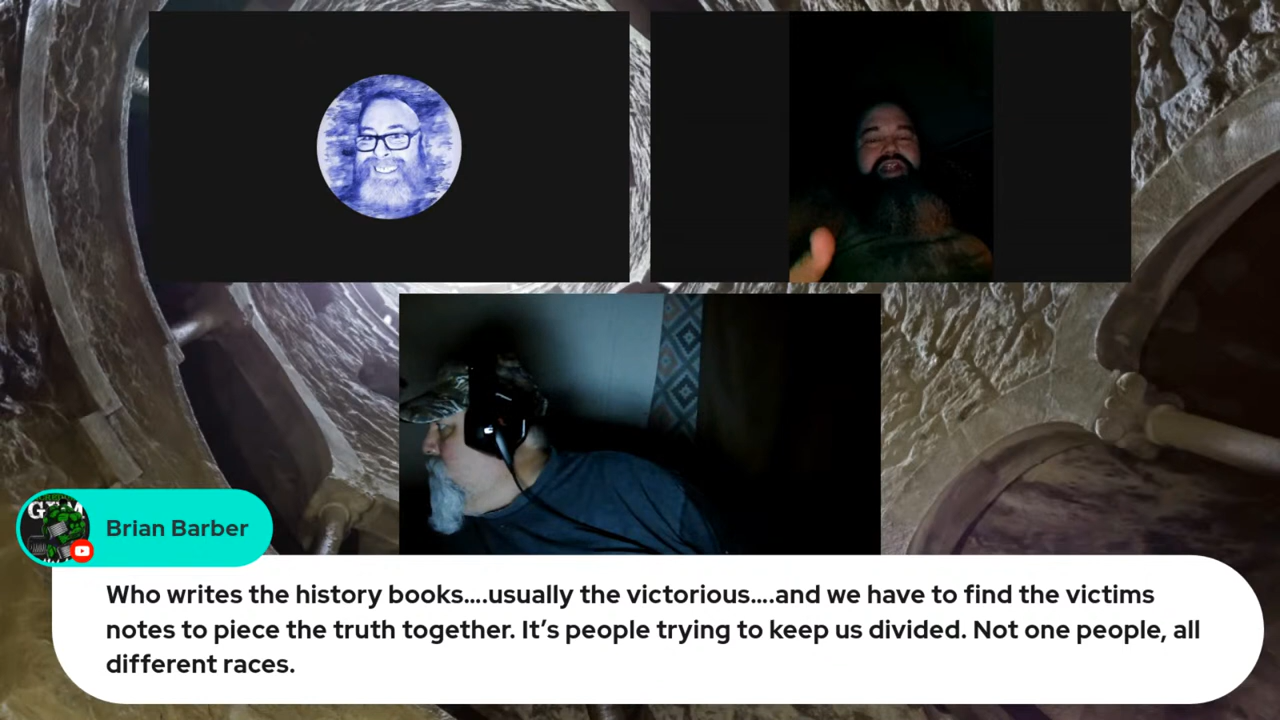 Brian Barber
Who writes the history books....usually the victorious....and we have to find the victims
notes to piece the truth together. It’s people trying to keep us divided. Not one people, all
different races.